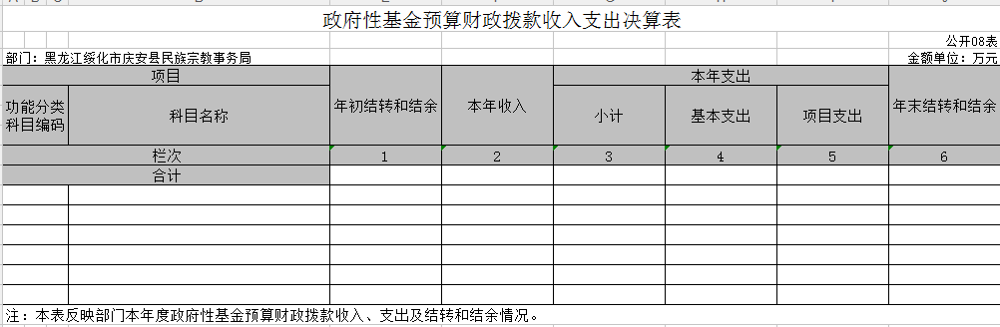 政府性基金预算财政拨款收入支出决算表
公开08表
部门：黑龙江绥化市庆安县民族宗教事务局
金额单位：万元
项目
年初结转和结余
本年收入
本年支出
年末结转和结余
功能分类
科目编码
科目名称
小计
基本支出
项目支出
栏次
1
2
3
4
5
6
合计
注：本表反映部门本年度政府性基金预算财政拨款收入、支出及结转和结余情况。